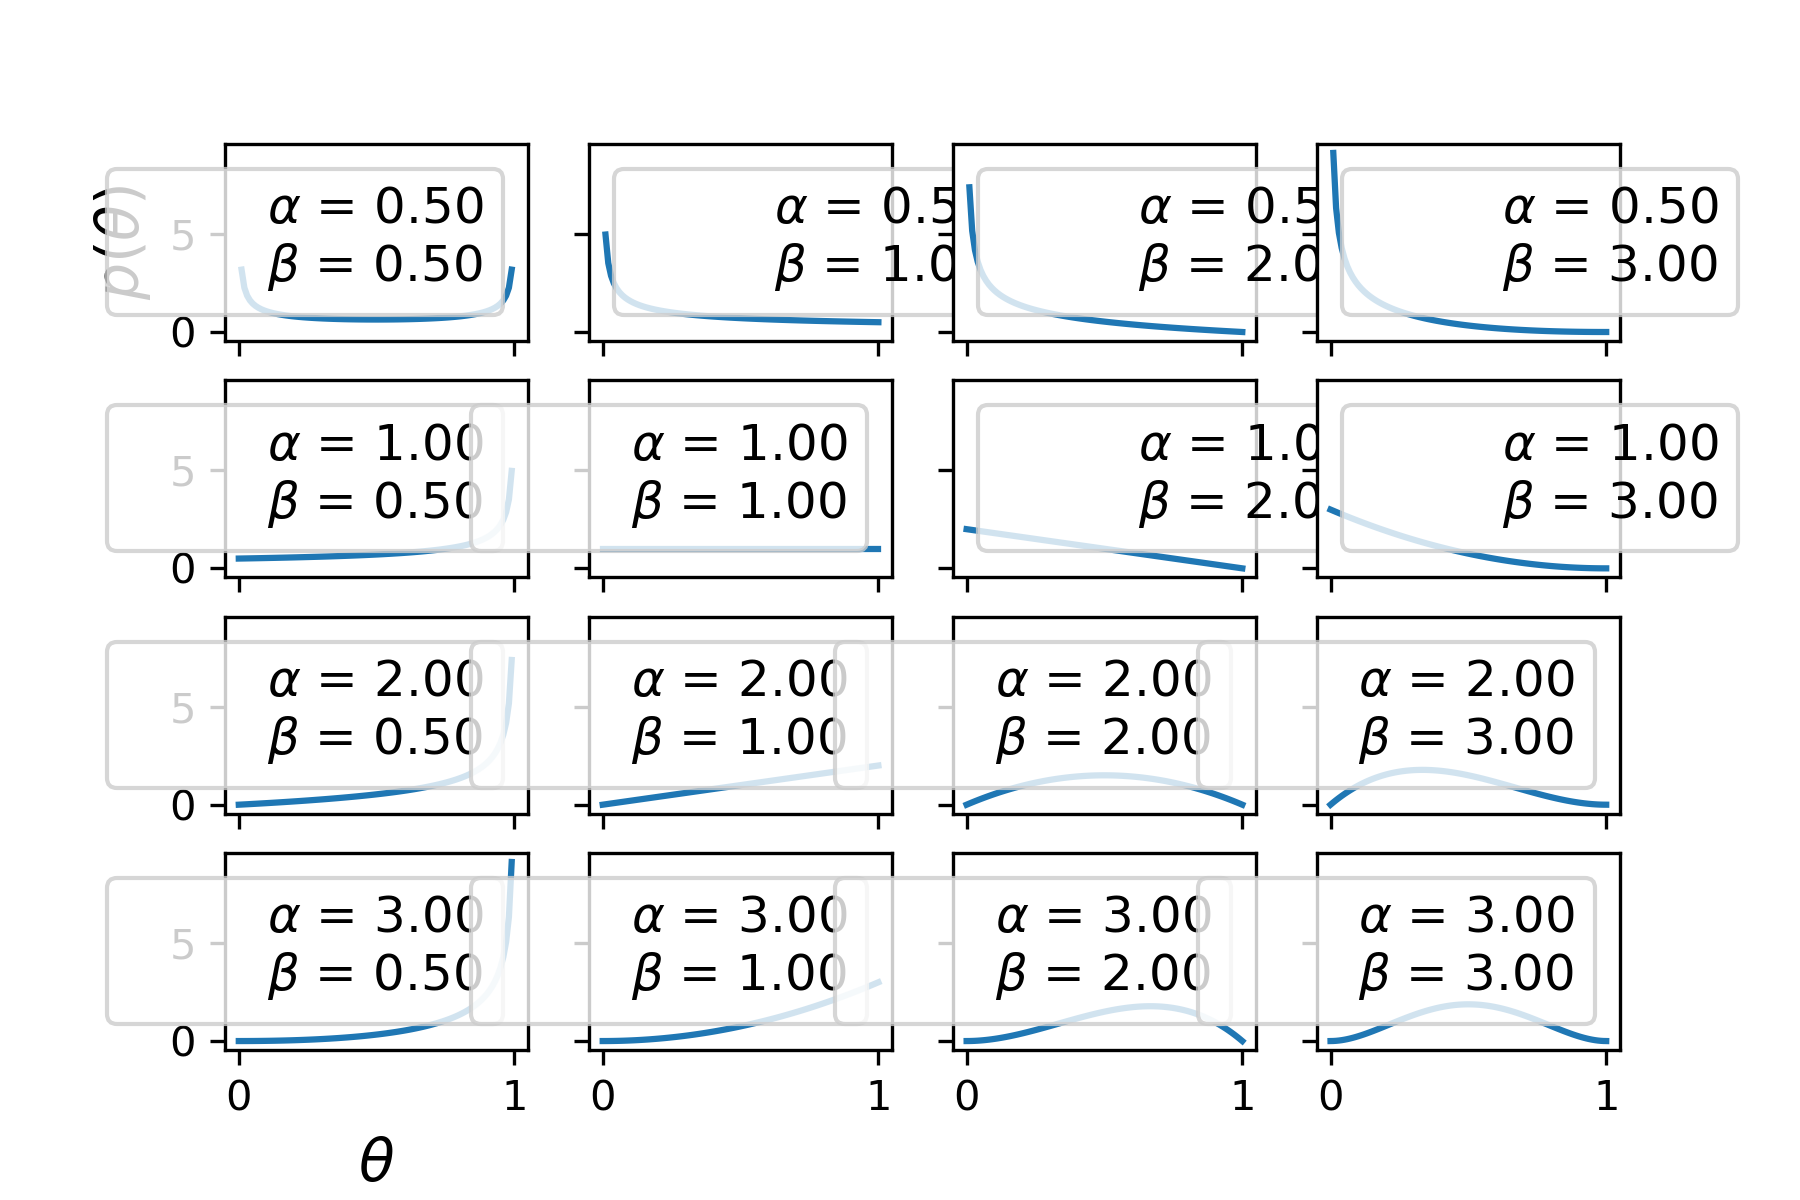 p(θ)
5
0
α = 0.50
β = 0.50
α = 0.5
β = 1.0
α = 0.5
β = 2.0
α = 0.50
β = 3.00
5
0
α = 1.00
β = 0.50
α = 1.00
β = 1.00
α = 1.0
β = 2.0
α = 1.00
β = 3.00
5
0
α = 2.00
β = 0.50
α = 2.00
β = 1.00
α = 2.00
β = 2.00
α = 2.00
β = 3.00
5
0
α = 3.00
β = 0.50
α = 3.00
β = 1.00
α = 3.00
β = 2.00
α = 3.00
β = 3.00
0 1 0 1 0 1 0 1
θ